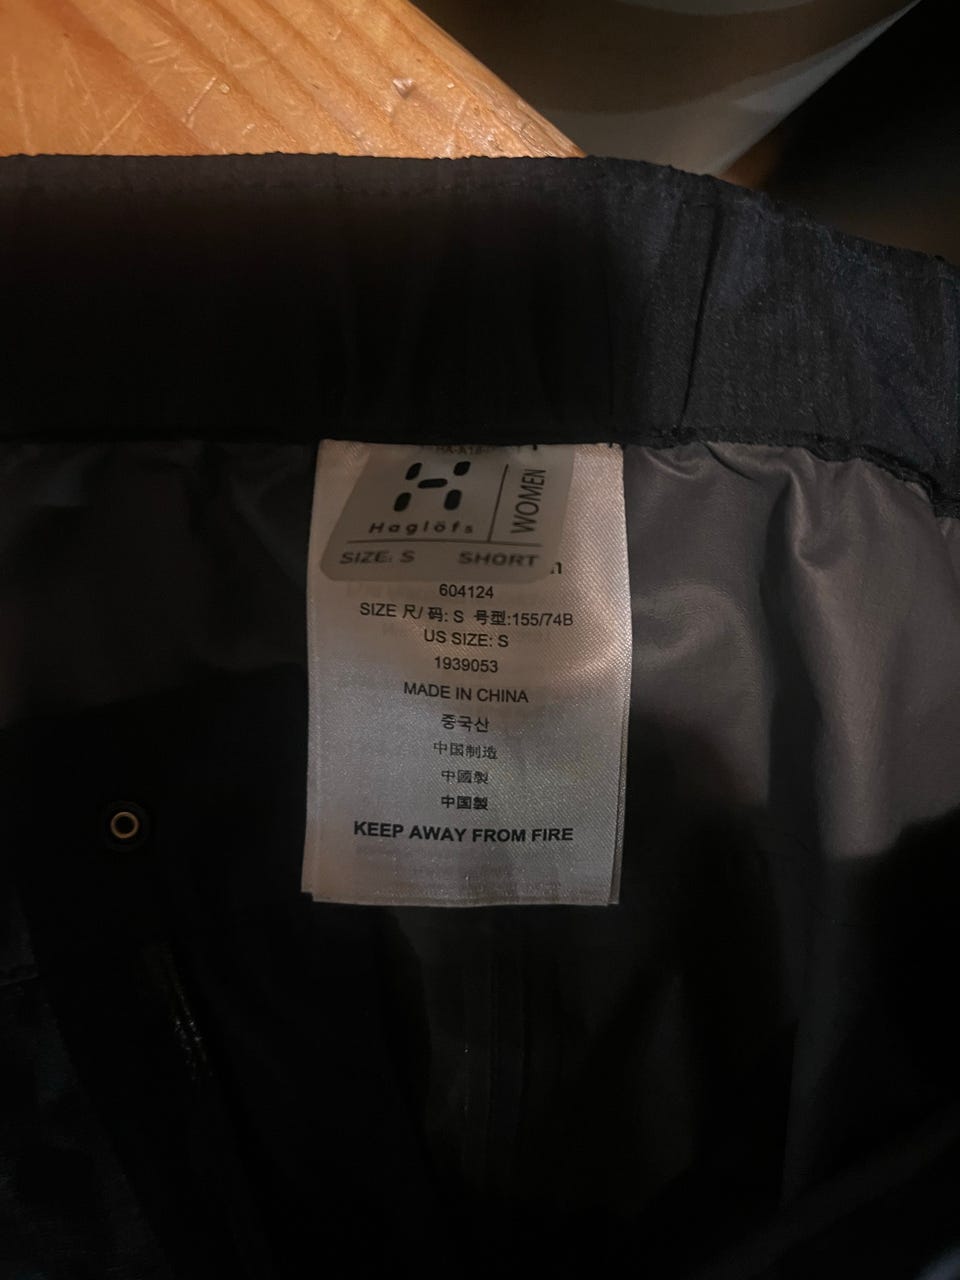 Haglöfs
WOMEN
SIZE: S SHORT
604124
SIZE 尺/ 码: S 号型:155/74B
US SIZE: S
1939053
MADE IN CHINA
중국산
中国制造
中國製
中国製
KEEP AWAY FROM FIRE